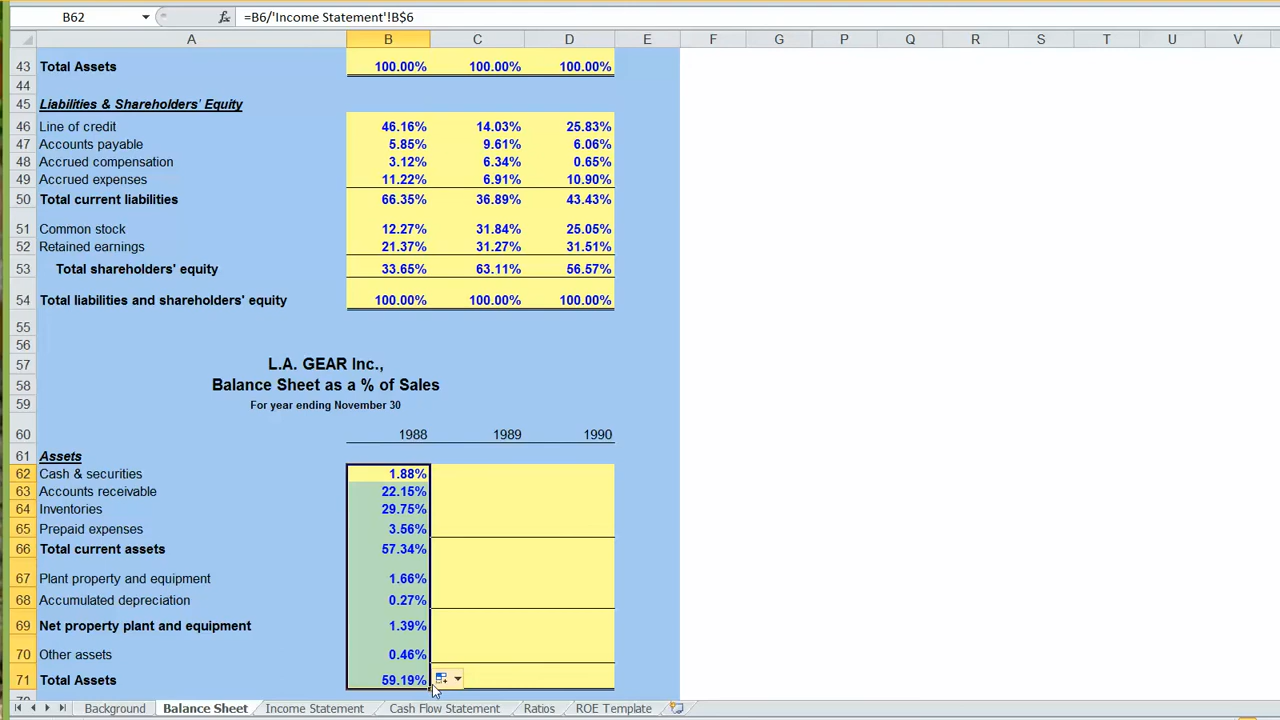 B62 fx =B6/'Income Statement'!B$6
A B C D E F G H I J K L M N O P Q R S T U V
43 Total Assets 100.00% 100.00% 100.00%
44
45 Liabilities & Shareholders' Equity
46 Line of credit 46.16% 14.03% 25.83%
47 Accounts payable 5.85% 9.61% 6.06%
48 Accrued compensation 3.12% 6.34% 0.65%
49 Accrued expenses 11.22% 6.91% 10.90%
50 Total current liabilities 66.35% 36.89% 43.43%
51 Common stock 12.27% 31.84% 25.05%
52 Retained earnings 21.37% 31.27% 31.51%
53 Total shareholders' equity 33.65% 63.11% 56.57%
54 Total liabilities and shareholders' equity 100.00% 100.00% 100.00%
55
56
57 L.A. GEAR Inc.,
58 Balance Sheet as a % of Sales
59 For year ending November 30
60 1988 1989 1990
61 Assets
62 Cash & securities 1.88%
63 Accounts receivable 22.15%
64 Inventories 29.75%
65 Prepaid expenses 3.56%
66 Total current assets 57.34%
67 Plant property and equipment 1.66%
68 Accumulated depreciation 0.27%
69 Net property plant and equipment 1.39%
70 Other assets 0.46%
71 Total Assets 59.19%
Background Balance Sheet Income Statement Cash Flow Statement Ratios ROE Template